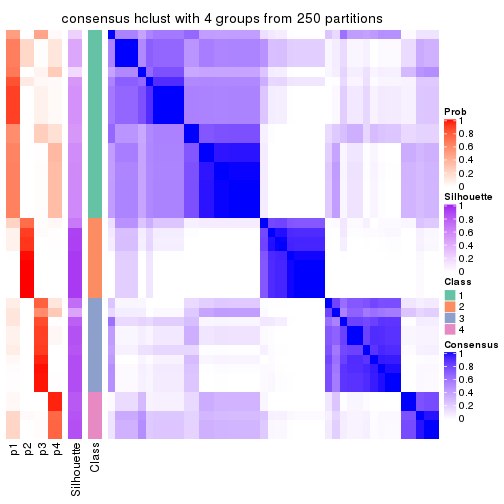 consensus hclust with 4 groups from 250 partitions
Prob
1
0.8
0.6
0.4
0.2
0
Silhouette
1
0.8
0.6
0.4
0.2
0
Class
1
2
3
4
Consensus
1
0.8
0.6
0.4
0.2
0
p1
p2
p3
p4
Silhouette
Class